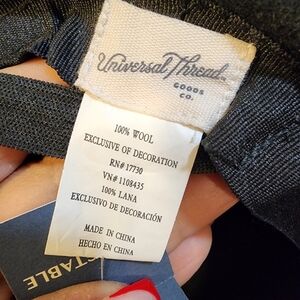 Universal Thread
GOODS
CO.
100% WOOL
EXCLUSIVE OF DECORATION
RN# 17730
VN# 1108435
100% LANA
EXCLUSIVO DE DECORACIÓN
MADE IN CHINA
HECHO EN CHINA
STABLE